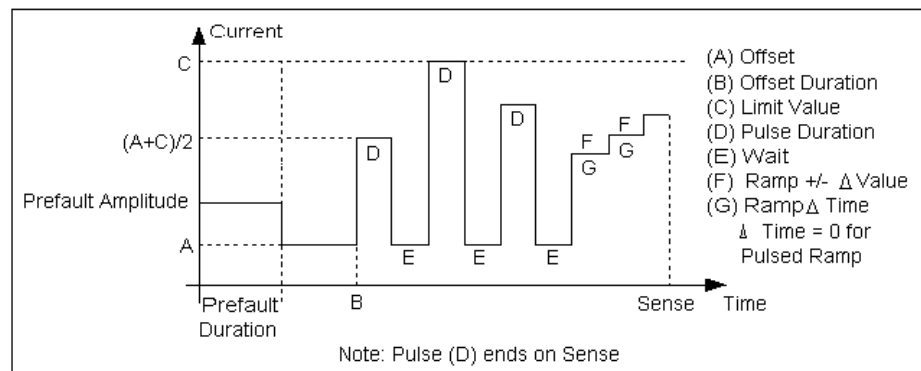 Current
C
(A+C)/2
Prefault Amplitude
A
D
D
D
E
E
E
F
F
G
G
Prefault
Duration
B
Sense
Time
(A) Offset
(B) Offset Duration
(C) Limit Value
(D) Pulse Duration
(E) Wait
(F) Ramp +/- Δ Value
(G) Ramp Δ Time
Δ Time = 0 for
Pulsed Ramp
Note: Pulse (D) ends on Sense